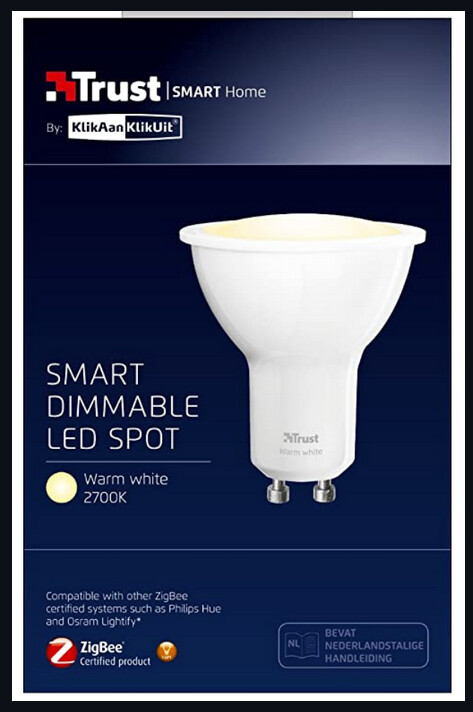 Trust | SMART Home
By: KlikAan KlikUit®
SMART
DIMMABLE
LED SPOT
Warm white
2700K
Trust
Warm white
Compatible with other ZigBee
certified systems such as Philips Hue
and Osram Lightify*
ZigBee®
Certified product
NL
BEVAT
NEDERLANDSTALIGE
HANDLEIDING